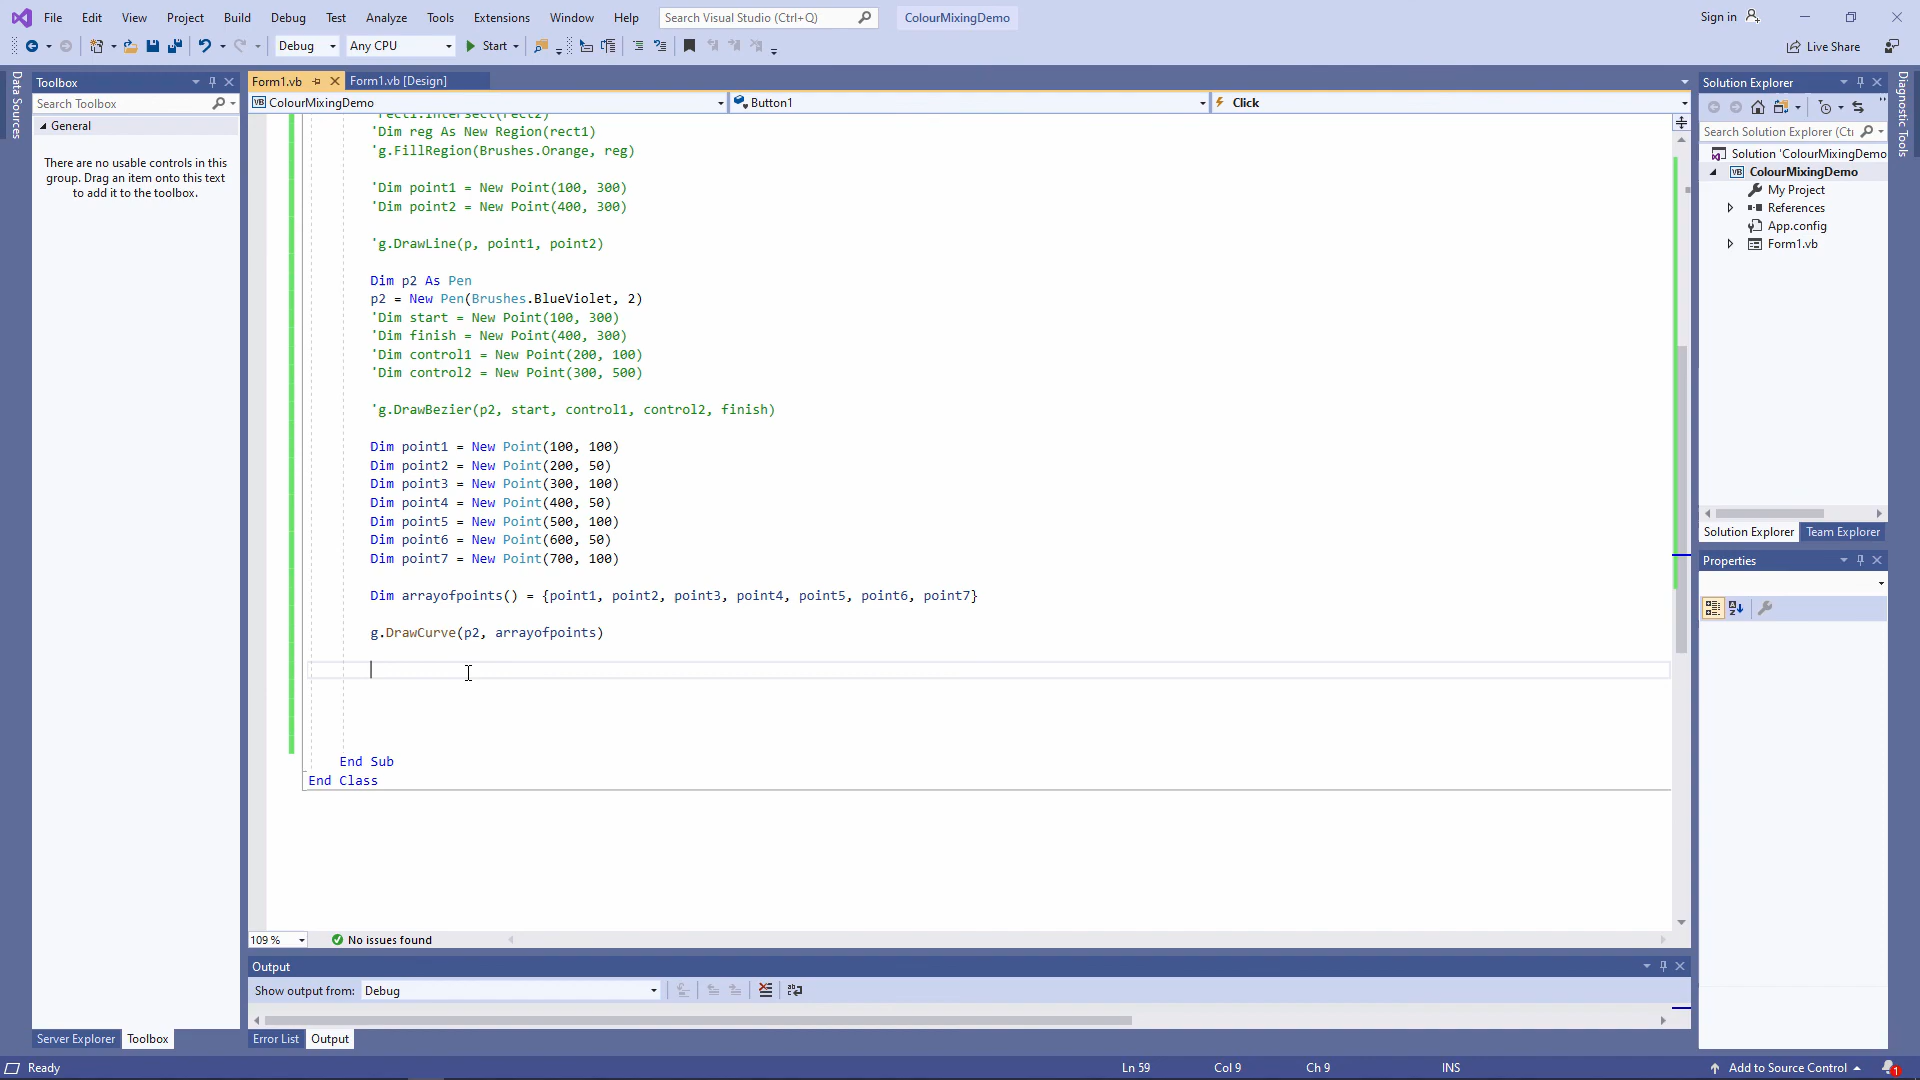 File Edit View Project Build Debug Test Analyze Tools Extensions Window Help Search Visual Studio (Ctrl+Q) ColourMixingDemo Sign in
Debug Any CPU Start Live Share
Data Sources
Toolbox
Search Toolbox
General
There are no usable controls in this
group. Drag an item onto this text
to add it to the toolbox.
Server Explorer Toolbox
Form1.vb Form1.vb [Design]
VB ColourMixingDemo Button1 Click
'rect1.Intersect(rect2)
'Dim reg As New Region(rect1)
'g.FillRegion(Brushes.Orange, reg)
'Dim point1 = New Point(100, 300)
'Dim point2 = New Point(400, 300)
'g.DrawLine(p, point1, point2)
Dim p2 As Pen
p2 = New Pen(Brushes.BlueViolet, 2)
'Dim start = New Point(100, 300)
'Dim finish = New Point(400, 300)
'Dim control1 = New Point(200, 100)
'Dim control2 = New Point(300, 500)
'g.DrawBezier(p2, start, control1, control2, finish)
Dim point1 = New Point(100, 100)
Dim point2 = New Point(200, 50)
Dim point3 = New Point(300, 100)
Dim point4 = New Point(400, 50)
Dim point5 = New Point(500, 100)
Dim point6 = New Point(600, 50)
Dim point7 = New Point(700, 100)
Dim arrayofpoints() = {point1, point2, point3, point4, point5, point6, point7}
g.DrawCurve(p2, arrayofpoints)
End Sub
End Class
109 % No issues found
Output
Show output from: Debug
Error List Output
Solution Explorer
Search Solution Explorer (Ctr
Solution 'ColourMixingDemo
VB ColourMixingDemo
My Project
References
App.config
Form1.vb
Solution Explorer Team Explorer
Properties
Diagnostic Tools
Ready Ln 59 Col 9 Ch 9 INS Add to Source Control 1